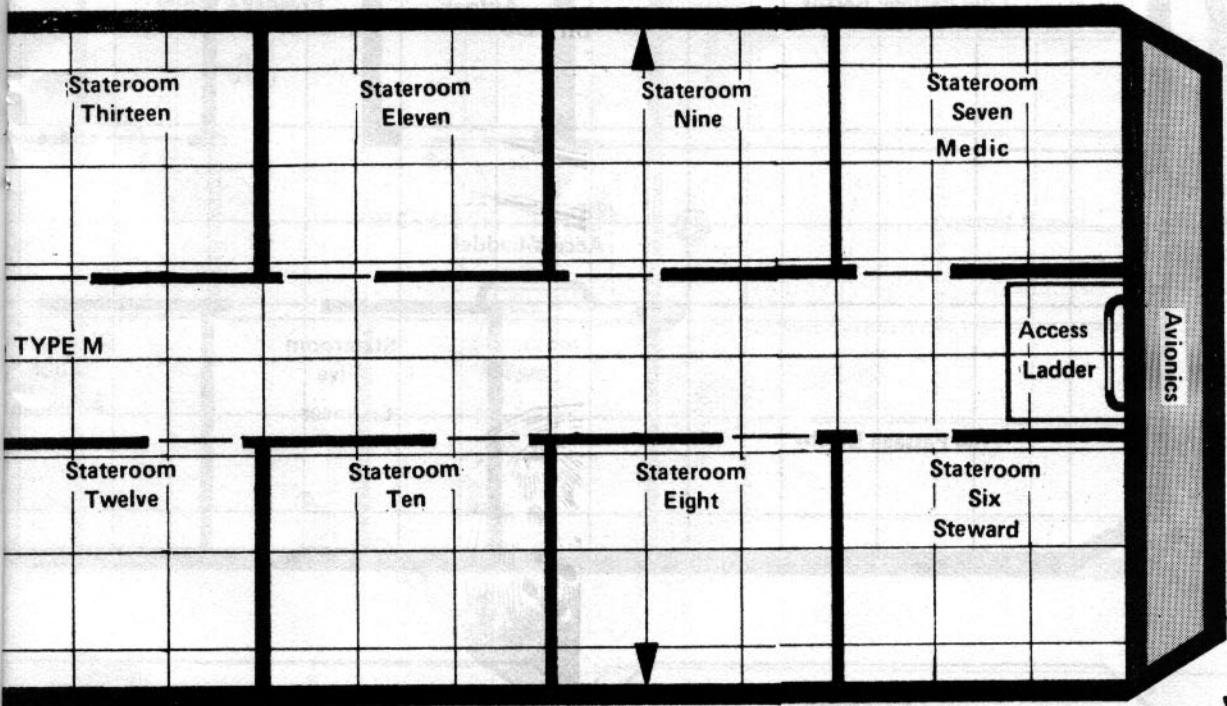 Stateroom
Thirteen
Stateroom
Eleven
Stateroom
Nine
Stateroom
Seven
Medic
TYPE M
Access
Ladder
Avionics
Stateroom
Twelve
Stateroom
Ten
Stateroom
Eight
Stateroom
Six
Steward